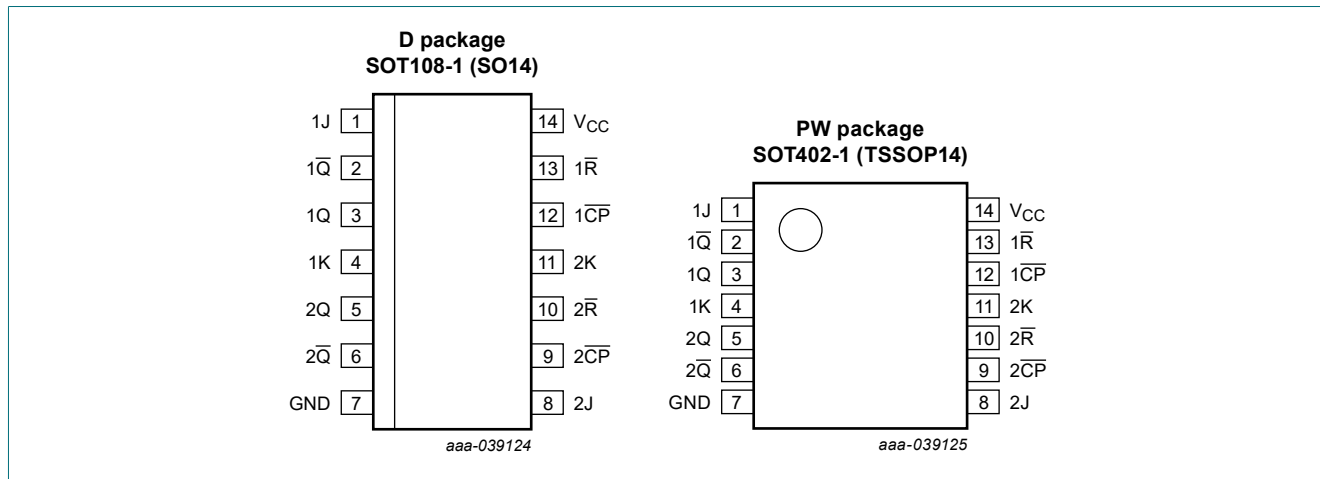 D package
SOT108-1 (SO14)
1J 1 14 V_CC
1Q̅ 2 13 1R̅
1Q 3 12 1C̅P̅
1K 4 11 2K
2Q 5 10 2R̅
2Q̅ 6 9 2C̅P̅
GND 7 8 2J
aaa-039124
PW package
SOT402-1 (TSSOP14)
1J 1 14 V_CC
1Q̅ 2 13 1R̅
1Q 3 12 1C̅P̅
1K 4 11 2K
2Q 5 10 2R̅
2Q̅ 6 9 2C̅P̅
GND 7 8 2J
aaa-039125